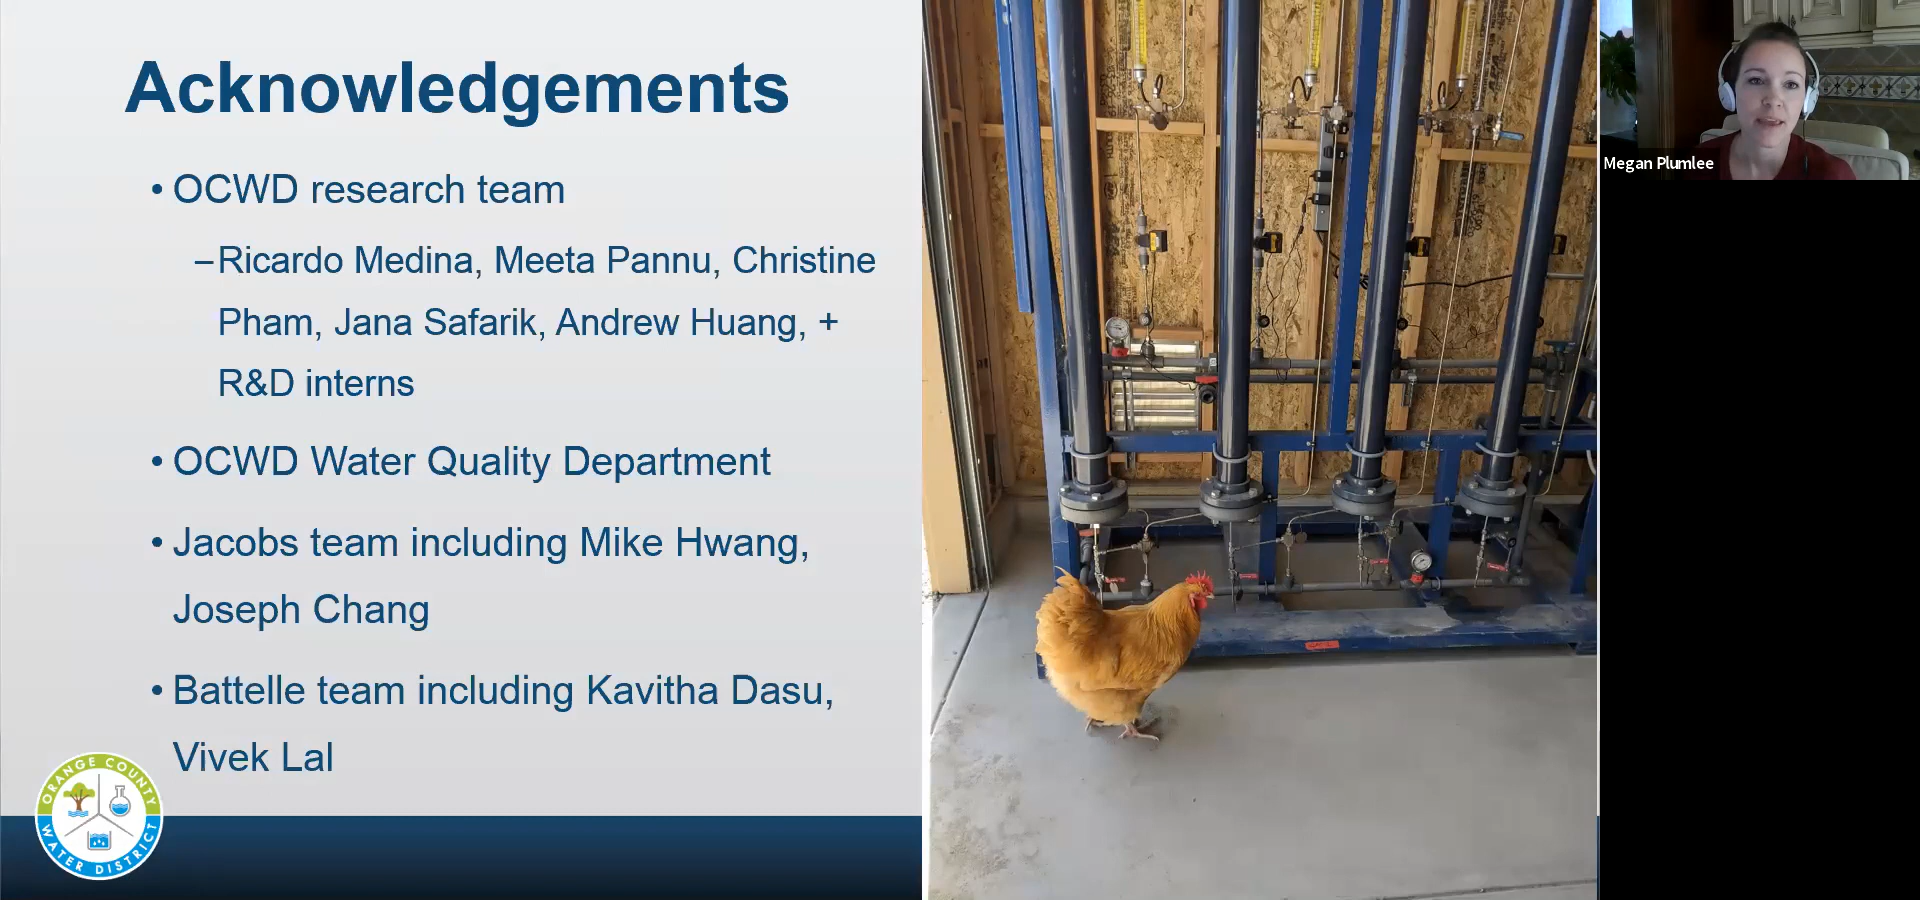 Acknowledgements
• OCWD research team
–Ricardo Medina, Meeta Pannu, Christine
Pham, Jana Safarik, Andrew Huang, +
R&D interns
• OCWD Water Quality Department
• Jacobs team including Mike Hwang,
Joseph Chang
• Battelle team including Kavitha Dasu,
Vivek Lal
ORANGE COUNTY
WATER DISTRICT
Megan Plumlee